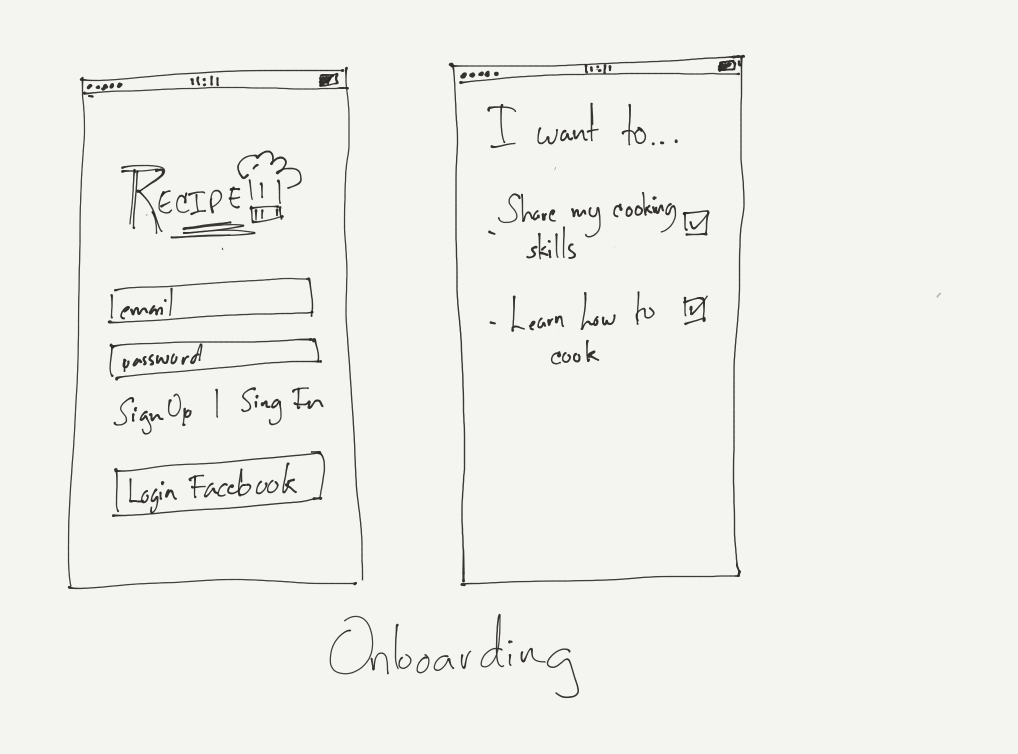 11:11
RECIPE
email
password
Sign Up | Sing In
Login Facebook
11:11
I want to...
- Share my cooking
skills
- Learn how to
cook
Onboarding